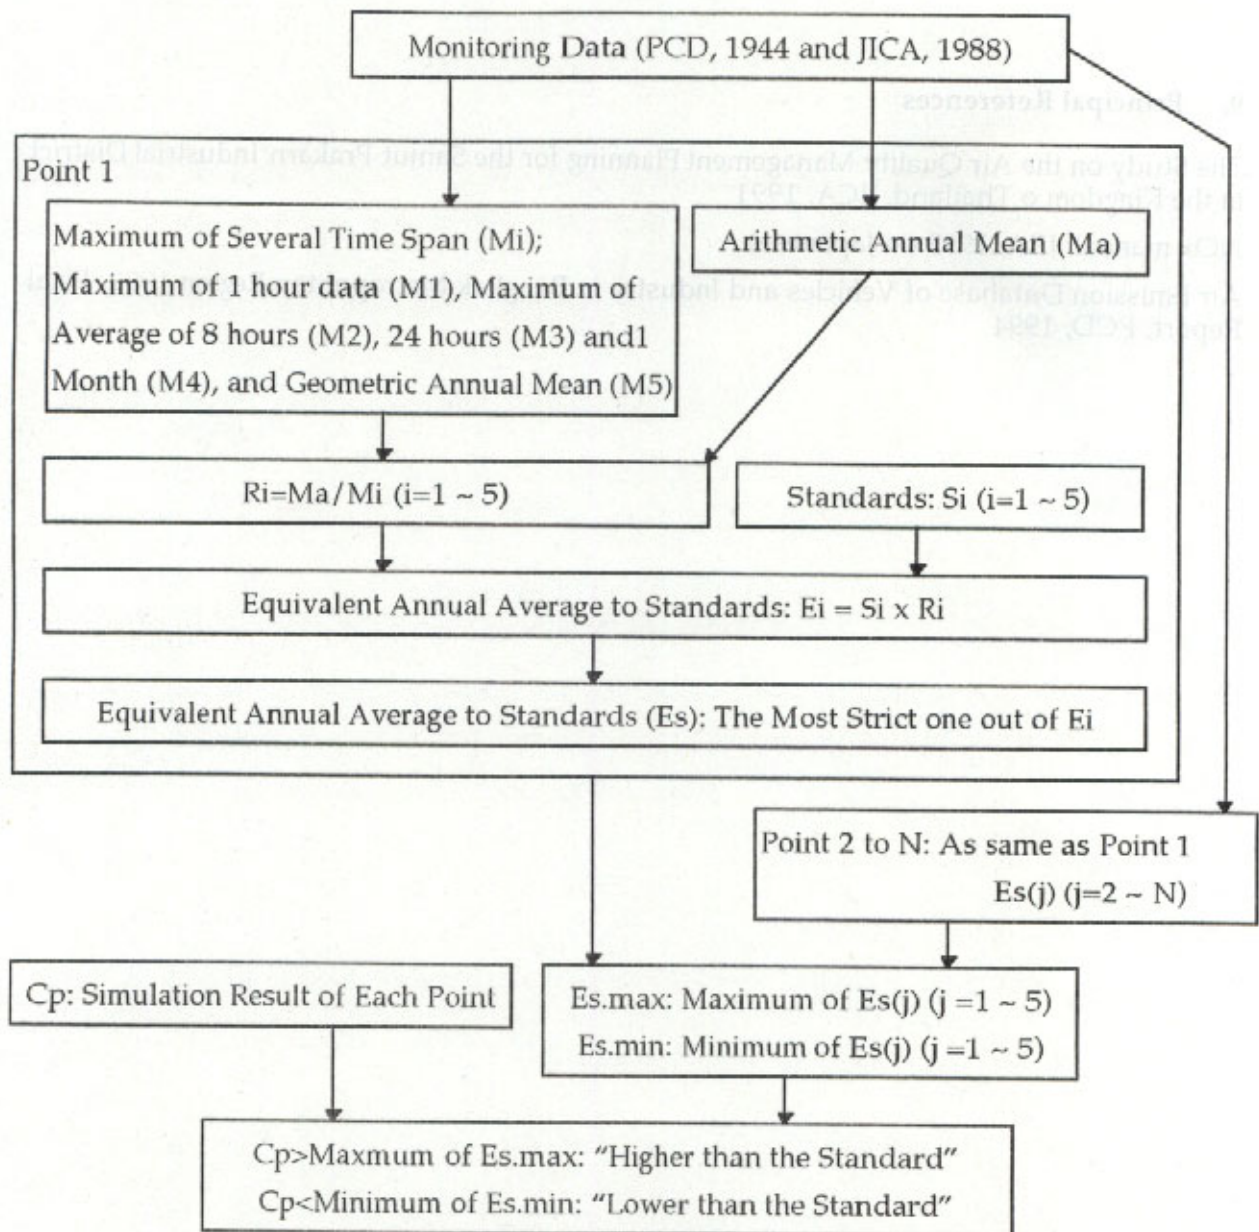 Monitoring Data (PCD, 1944 and JICA, 1988)
Point 1
Maximum of Several Time Span (Mi);
Maximum of 1 hour data (M1), Maximum of
Average of 8 hours (M2), 24 hours (M3) and1
Month (M4), and Geometric Annual Mean (M5)
Arithmetic Annual Mean (Ma)
Ri=Ma/Mi (i=1 ~ 5)
Standards: Si (i=1 ~ 5)
Equivalent Annual Average to Standards: Ei = Si x Ri
Equivalent Annual Average to Standards (Es): The Most Strict one out of Ei
Point 2 to N: As same as Point 1
Es(j) (j=2 ~ N)
Cp: Simulation Result of Each Point
Es.max: Maximum of Es(j) (j =1 ~ 5)
Es.min: Minimum of Es(j) (j =1 ~ 5)
Cp>Maxmum of Es.max: "Higher than the Standard"
Cp<Minimum of Es.min: "Lower than the Standard"